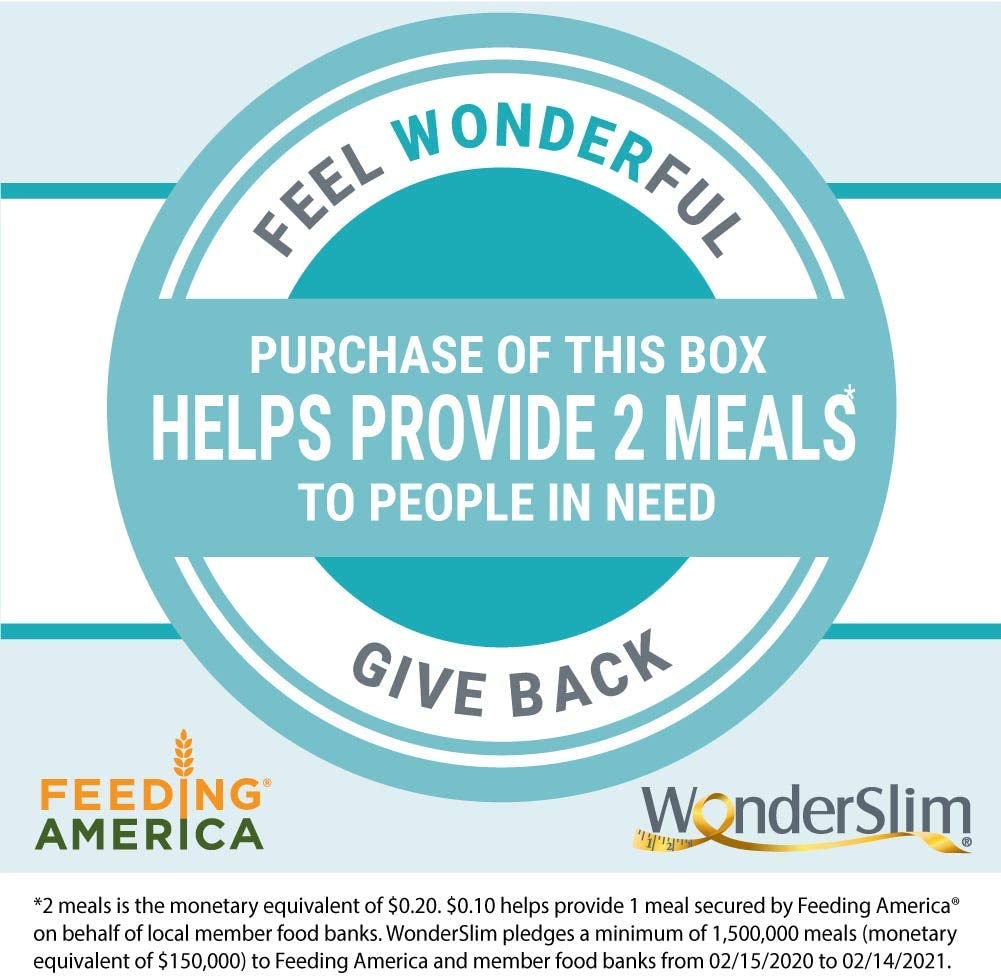 FEEL WONDERFUL
PURCHASE OF THIS BOX
HELPS PROVIDE 2 MEALS*
TO PEOPLE IN NEED
GIVE BACK
FEEDING®
AMERICA
WonderSlim®
1 2
*2 meals is the monetary equivalent of $0.20. $0.10 helps provide 1 meal secured by Feeding America®
on behalf of local member food banks. WonderSlim pledges a minimum of 1,500,000 meals (monetary
equivalent of $150,000) to Feeding America and member food banks from 02/15/2020 to 02/14/2021.